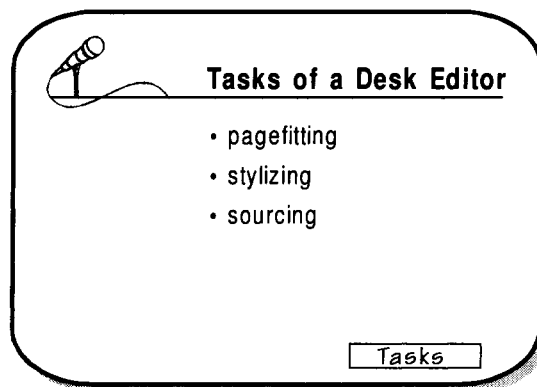 Tasks of a Desk Editor
• pagefitting
• stylizing
• sourcing
Tasks